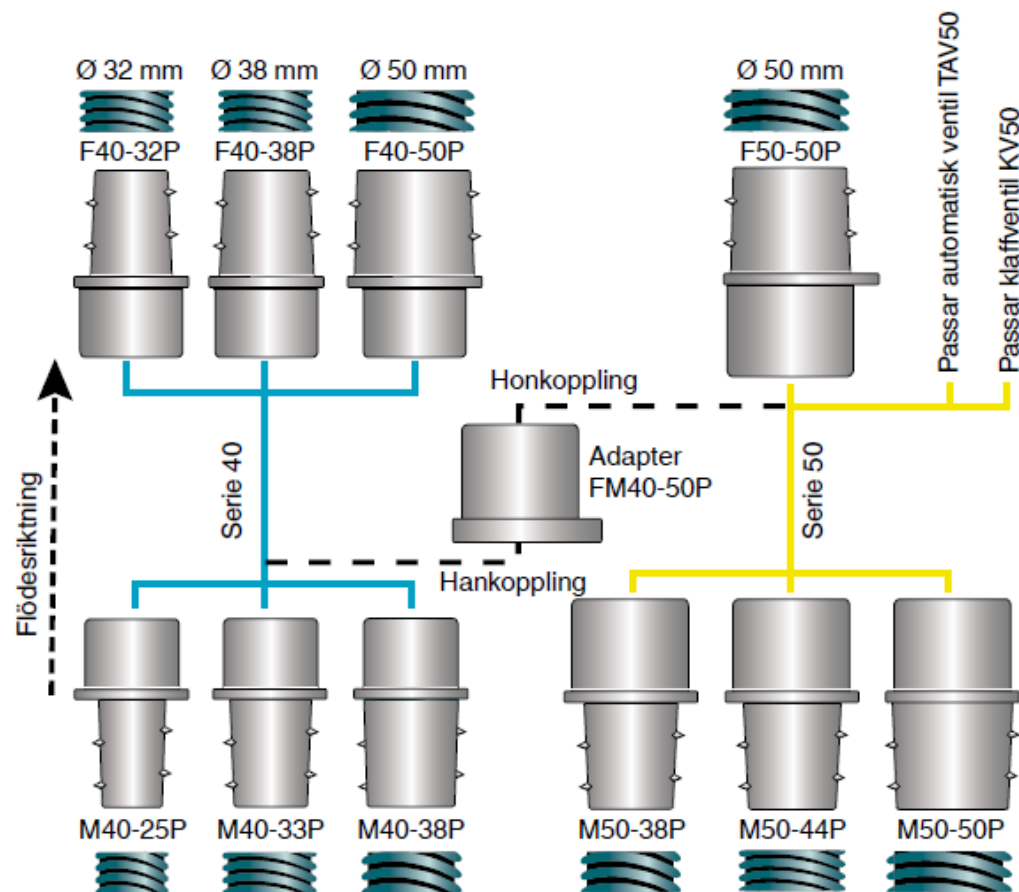 Ø 32 mm
Ø 38 mm
Ø 50 mm
Ø 50 mm
F40-32P
F40-38P
F40-50P
F50-50P
Passar automatisk ventil TAV50
Passar klaffventil KV50
Honkoppling
Adapter
FM40-50P
Hankoppling
Serie 40
Serie 50
Flödesriktning
M40-25P
M40-33P
M40-38P
M50-38P
M50-44P
M50-50P